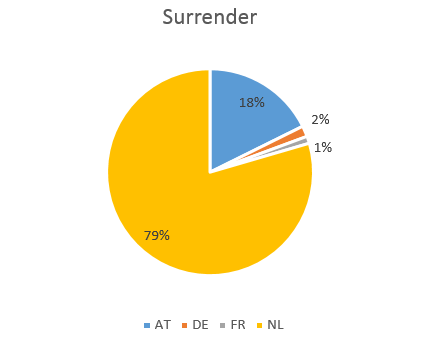 Surrender
18%
2%
1%
79%
AT DE FR NL